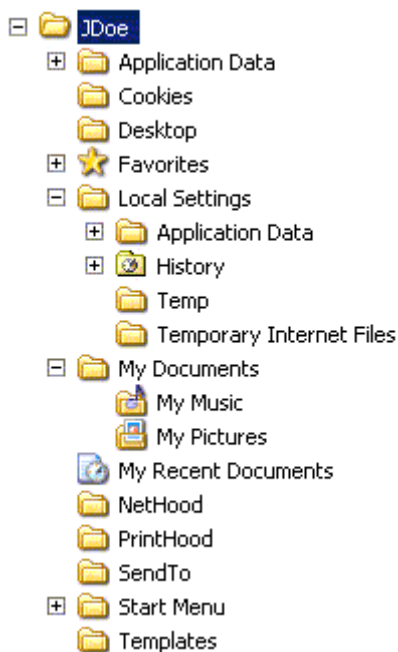 JDoe
Application Data
Cookies
Desktop
Favorites
Local Settings
Application Data
History
Temp
Temporary Internet Files
My Documents
My Music
My Pictures
My Recent Documents
NetHood
PrintHood
SendTo
Start Menu
Templates